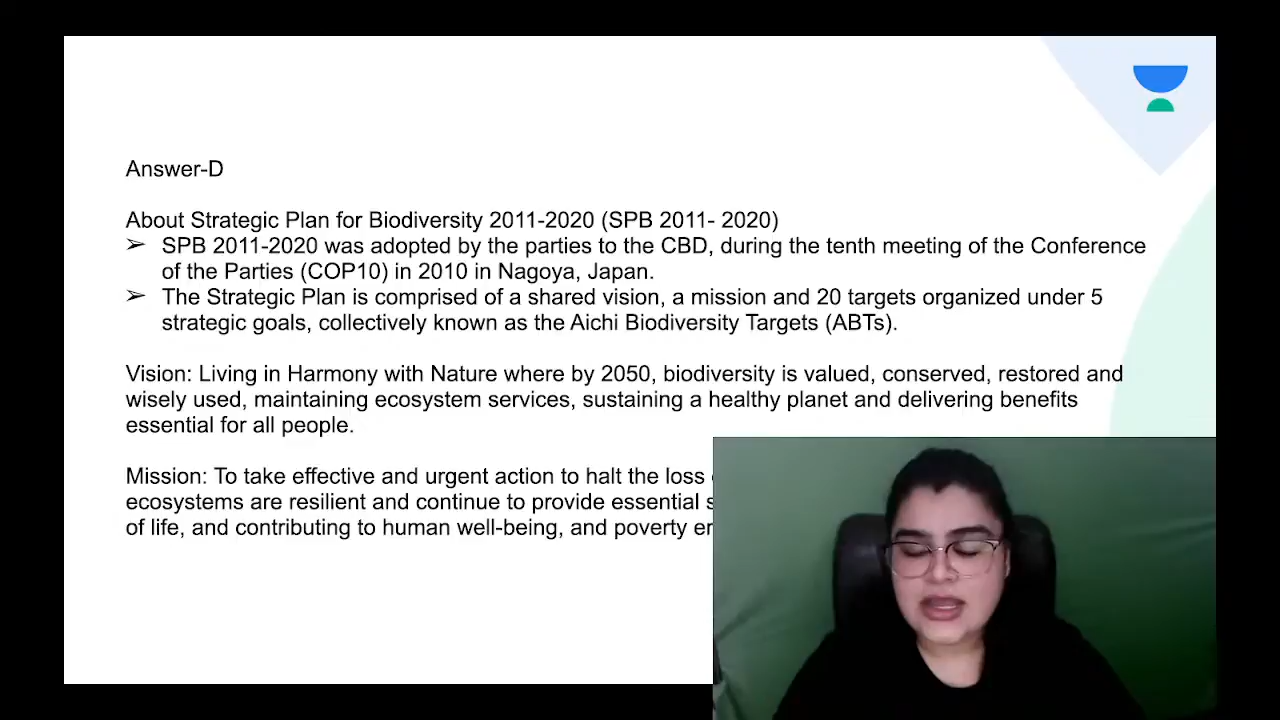 Answer-D
About Strategic Plan for Biodiversity 2011-2020 (SPB 2011- 2020)
➢ SPB 2011-2020 was adopted by the parties to the CBD, during the tenth meeting of the Conference
of the Parties (COP10) in 2010 in Nagoya, Japan.
➢ The Strategic Plan is comprised of a shared vision, a mission and 20 targets organized under 5
strategic goals, collectively known as the Aichi Biodiversity Targets (ABTs).
Vision: Living in Harmony with Nature where by 2050, biodiversity is valued, conserved, restored and
wisely used, maintaining ecosystem services, sustaining a healthy planet and delivering benefits
essential for all people.
Mission: To take effective and urgent action to halt the loss
ecosystems are resilient and continue to provide essential
of life, and contributing to human well-being, and poverty